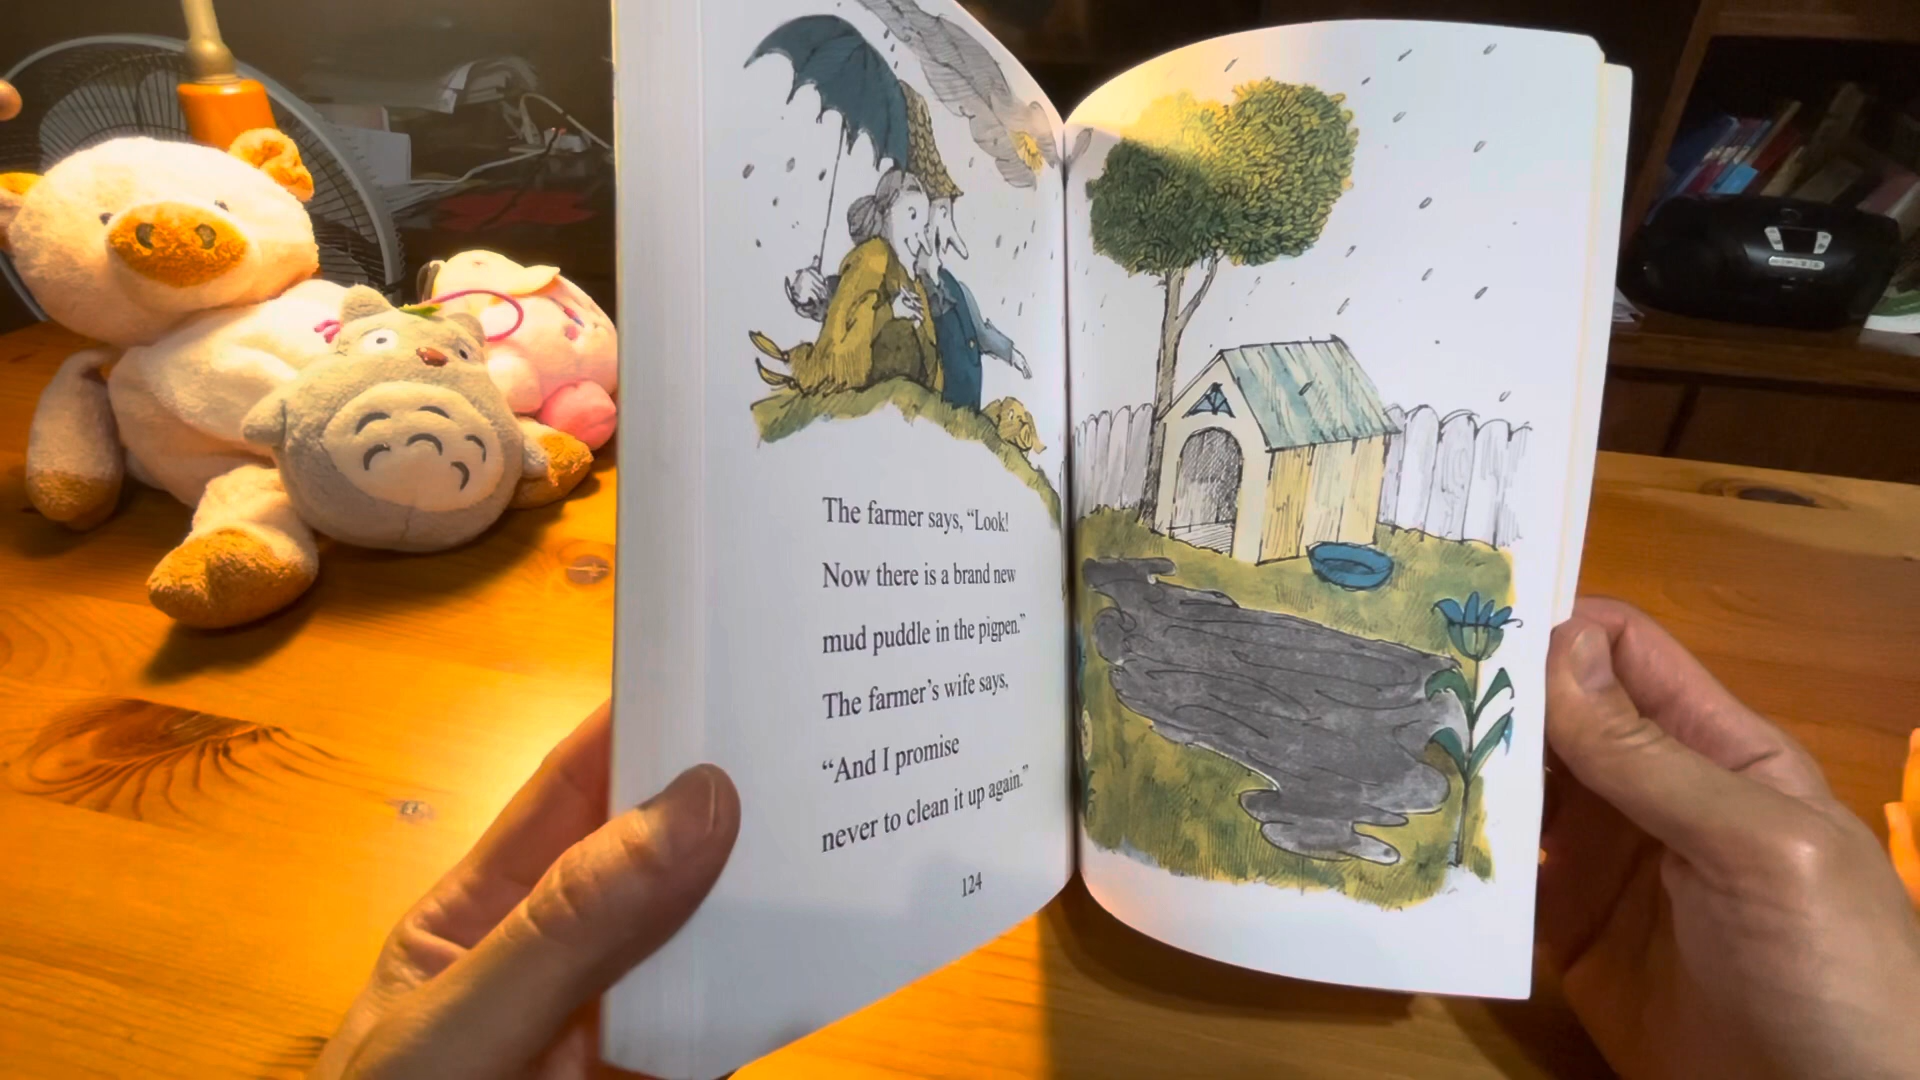 The farmer says, “Look!
Now there is a brand new
mud puddle in the pigpen.”
The farmer’s wife says,
“And I promise
never to clean it up again.”
124